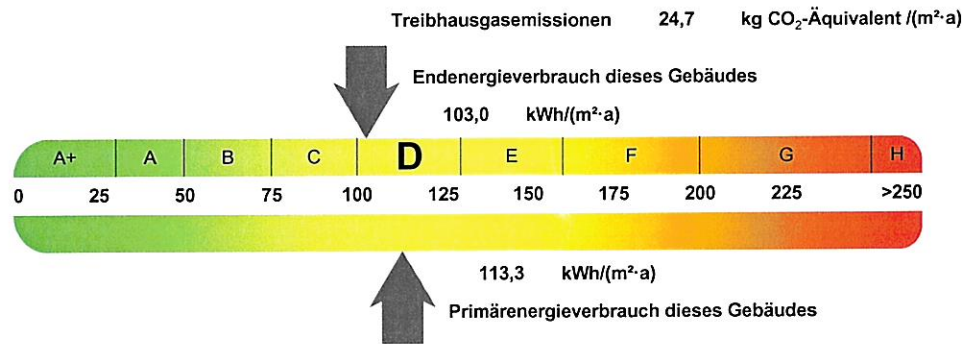 Treibhausgasemissionen 24,7 kg CO₂-Äquivalent /(m²·a)
Endenergieverbrauch dieses Gebäudes
103,0 kWh/(m²·a)
A+ A B C D E F G H
0 25 50 75 100 125 150 175 200 225 >250
113,3 kWh/(m²·a)
Primärenergieverbrauch dieses Gebäudes